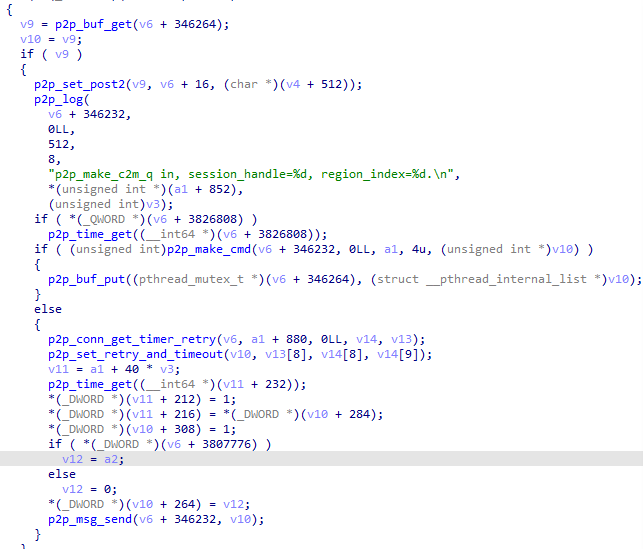 {
v9 = p2p_buf_get(v6 + 346264);
v10 = v9;
if ( v9 )
{
p2p_set_post2(v9, v6 + 16, (char *)(v4 + 512));
p2p_log(
v6 + 346232,
0LL,
512,
8,
"p2p_make_c2m_q in, session_handle=%d, region_index=%d.\n",
*(unsigned int *)(a1 + 852),
(unsigned int)v3);
if ( *(_QWORD *)(v6 + 3826808) )
p2p_time_get((__int64 *)(v6 + 3826808));
if ( (unsigned int)p2p_make_cmd(v6 + 346232, 0LL, a1, 4u, (unsigned int *)v10) )
{
p2p_buf_put((pthread_mutex_t *)(v6 + 346264), (struct __pthread_internal_list *)v10);
}
else
{
p2p_conn_get_timer_retry(v6, a1 + 880, 0LL, v14, v13);
p2p_set_retry_and_timeout(v10, v13[8], v14[8], v14[9]);
v11 = a1 + 40 * v3;
p2p_time_get((__int64 *)(v11 + 232));
*(_DWORD *)(v11 + 212) = 1;
*(_DWORD *)(v11 + 216) = *(_DWORD *)(v10 + 284);
*(_DWORD *)(v10 + 308) = 1;
if ( *(_DWORD *)(v6 + 3807776) )
v12 = a2;
else
v12 = 0;
*(_DWORD *)(v10 + 264) = v12;
p2p_msg_send(v6 + 346232, v10);
}